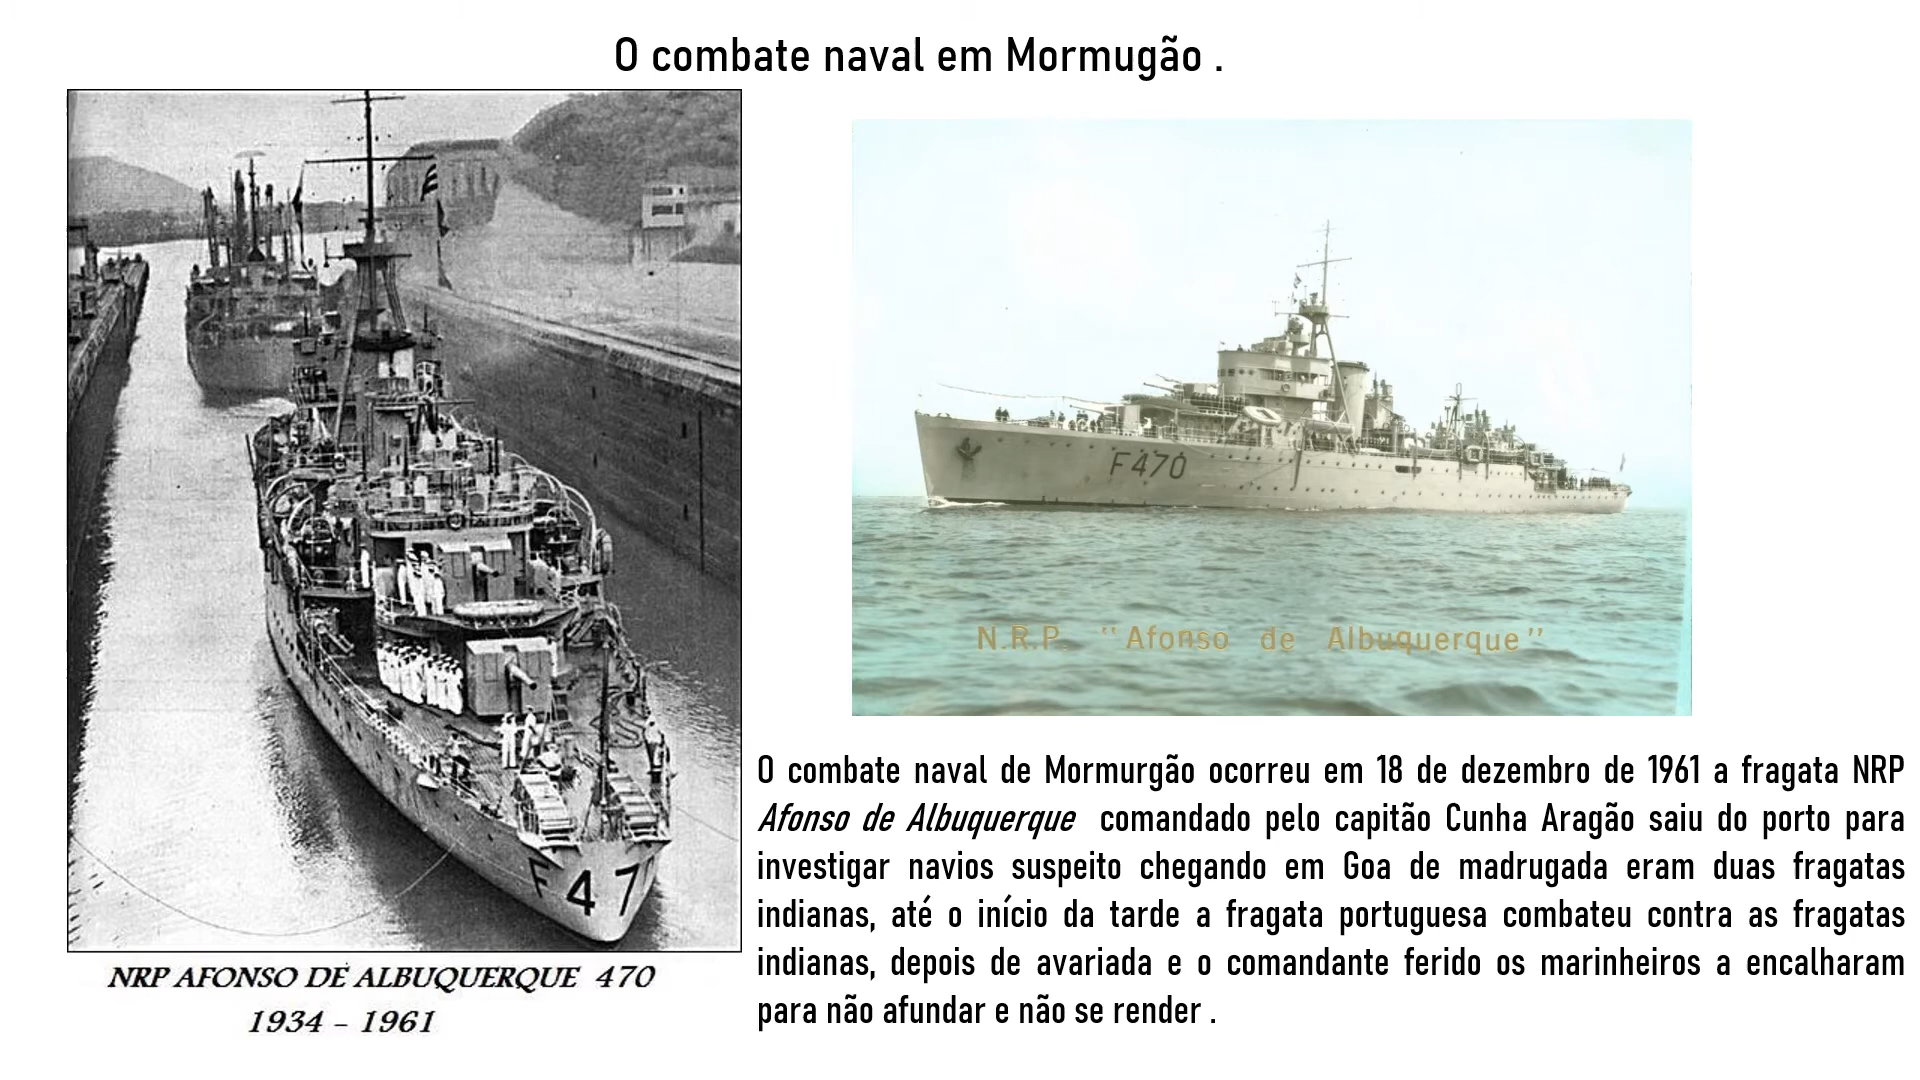 O combate naval em Mormugão .
F 47
NRP AFONSO DE ALBUQUERQUE 470
1934 – 1961
F470
N.R.P. "Afonso de Albuquerque"
O combate naval de Mormurgão ocorreu em 18 de dezembro de 1961 a fragata NRP
Afonso de Albuquerque comandado pelo capitão Cunha Aragão saiu do porto para
investigar navios suspeito chegando em Goa de madrugada eram duas fragatas
indianas, até o início da tarde a fragata portuguesa combateu contra as fragatas
indianas, depois de avariada e o comandante ferido os marinheiros a encalharam
para não afundar e não se render .